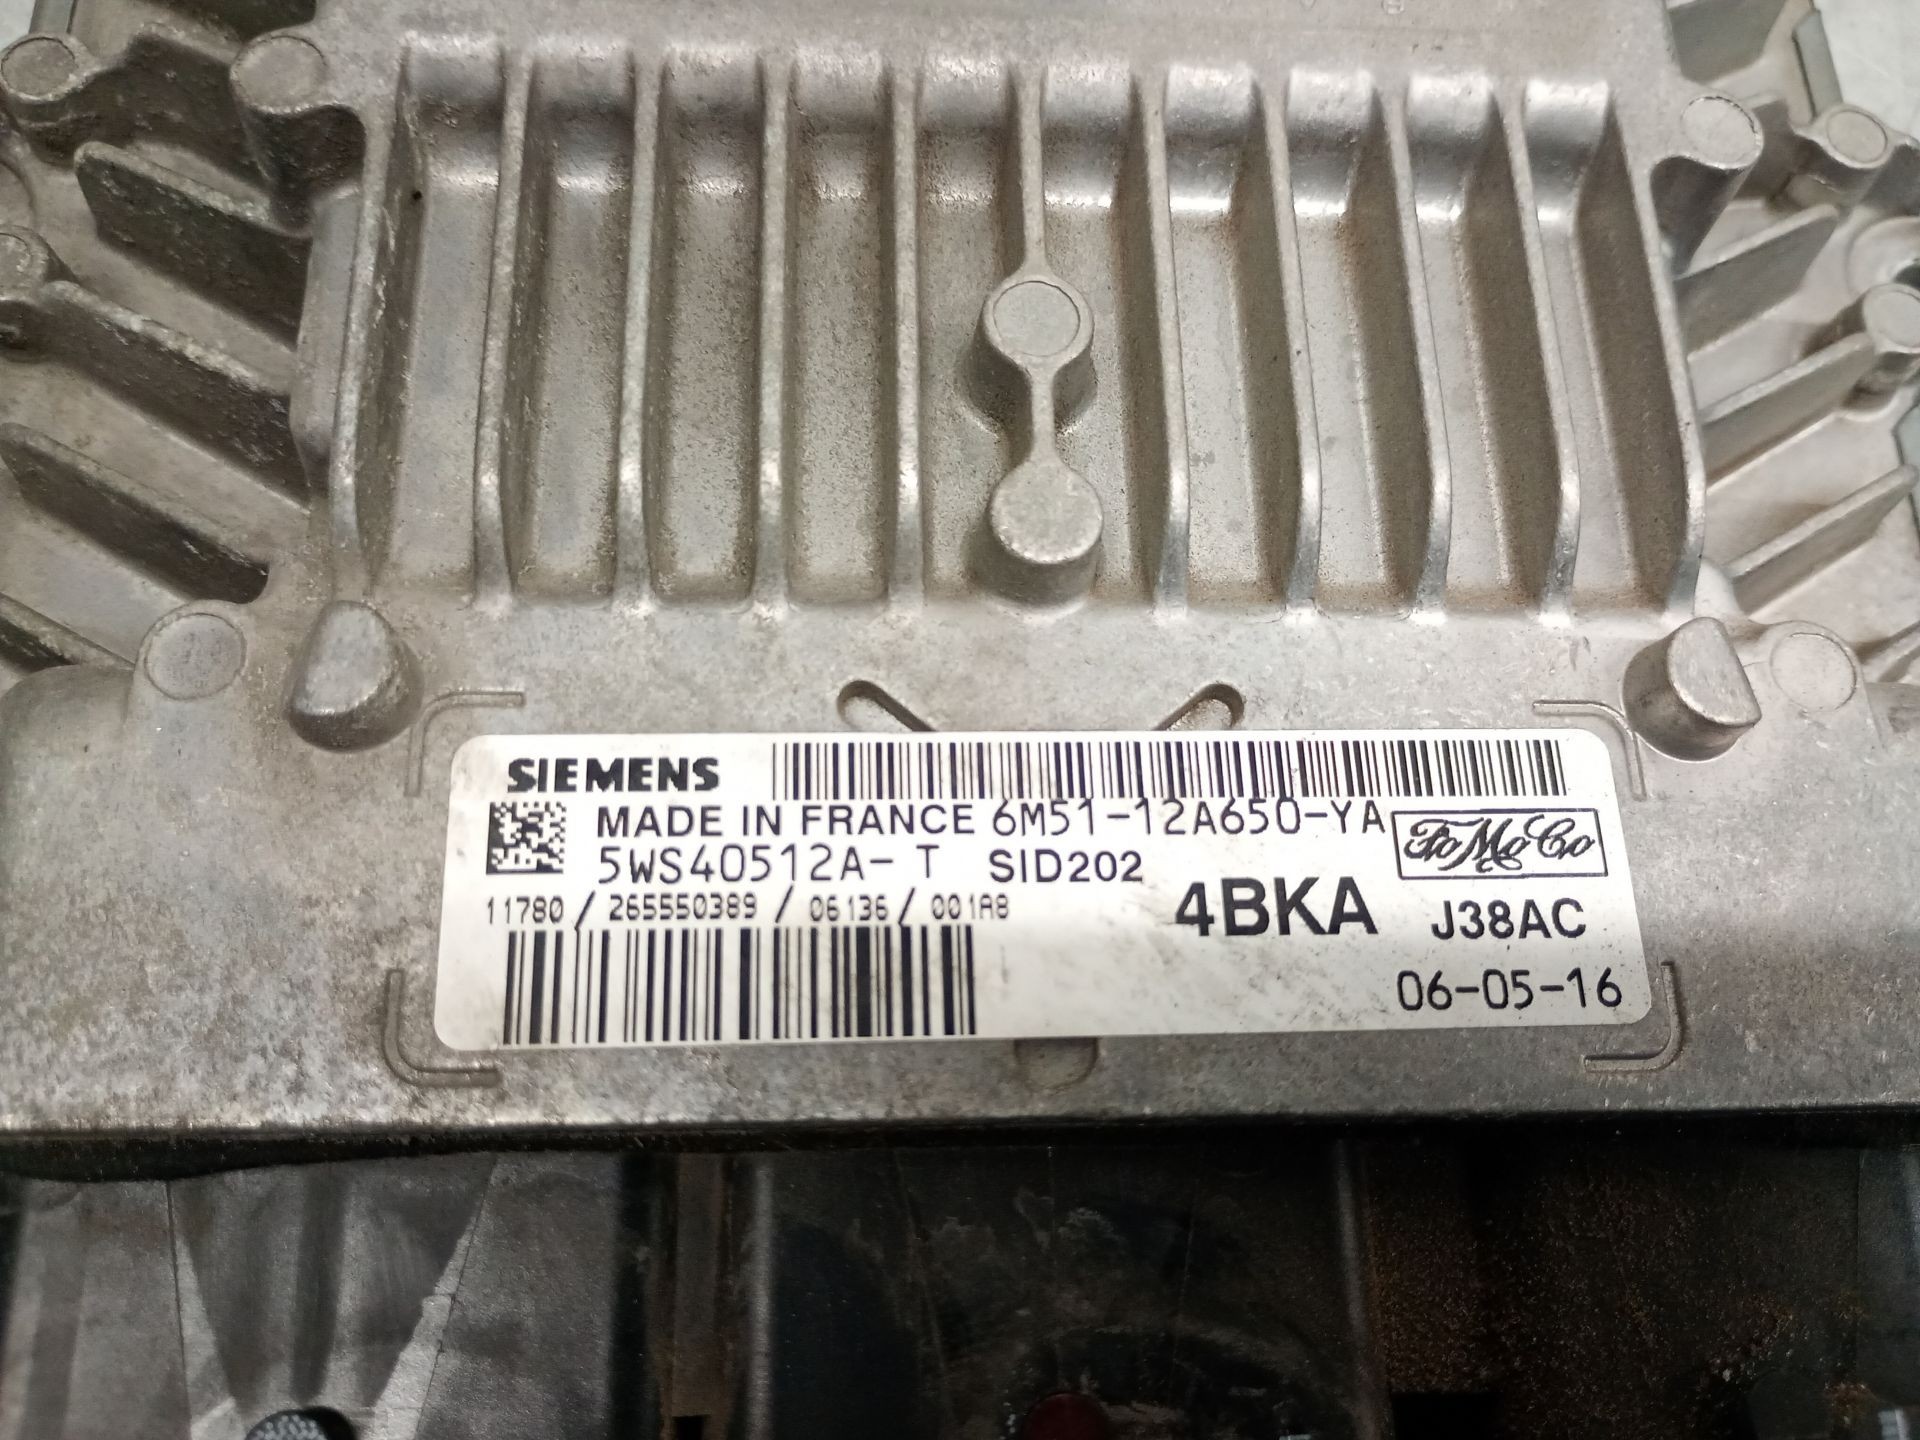 SIEMENS
MADE IN FRANCE 6M51-12A650-YA
FoMoCo
5WS40512A-T SID202
11780/265550389/06136/001A8
4BKA J38AC
06-05-16